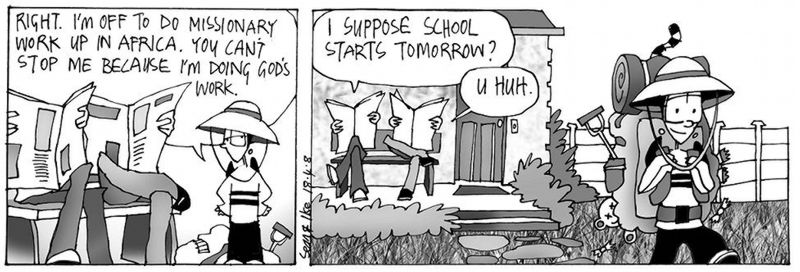 RIGHT. I'M OFF TO DO MISSIONARY
WORK UP IN AFRICA. YOU CAN'T
STOP ME BECAUSE I'M DOING GOD'S
WORK.
I SUPPOSE SCHOOL
STARTS TOMORROW?
U HUH.